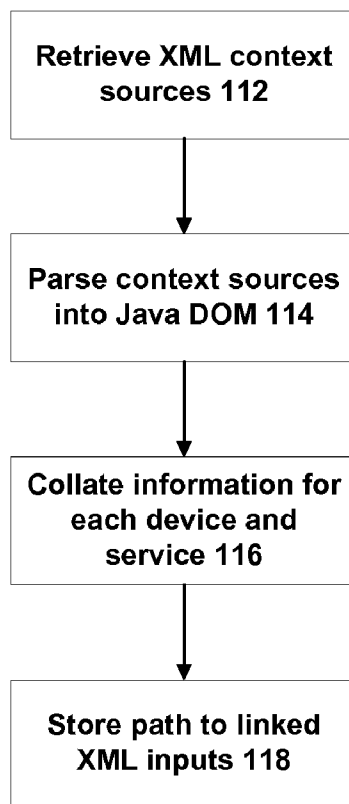 Retrieve XML context
sources 112
Parse context sources
into Java DOM 114
Collate information for
each device and
service 116
Store path to linked
XML inputs 118